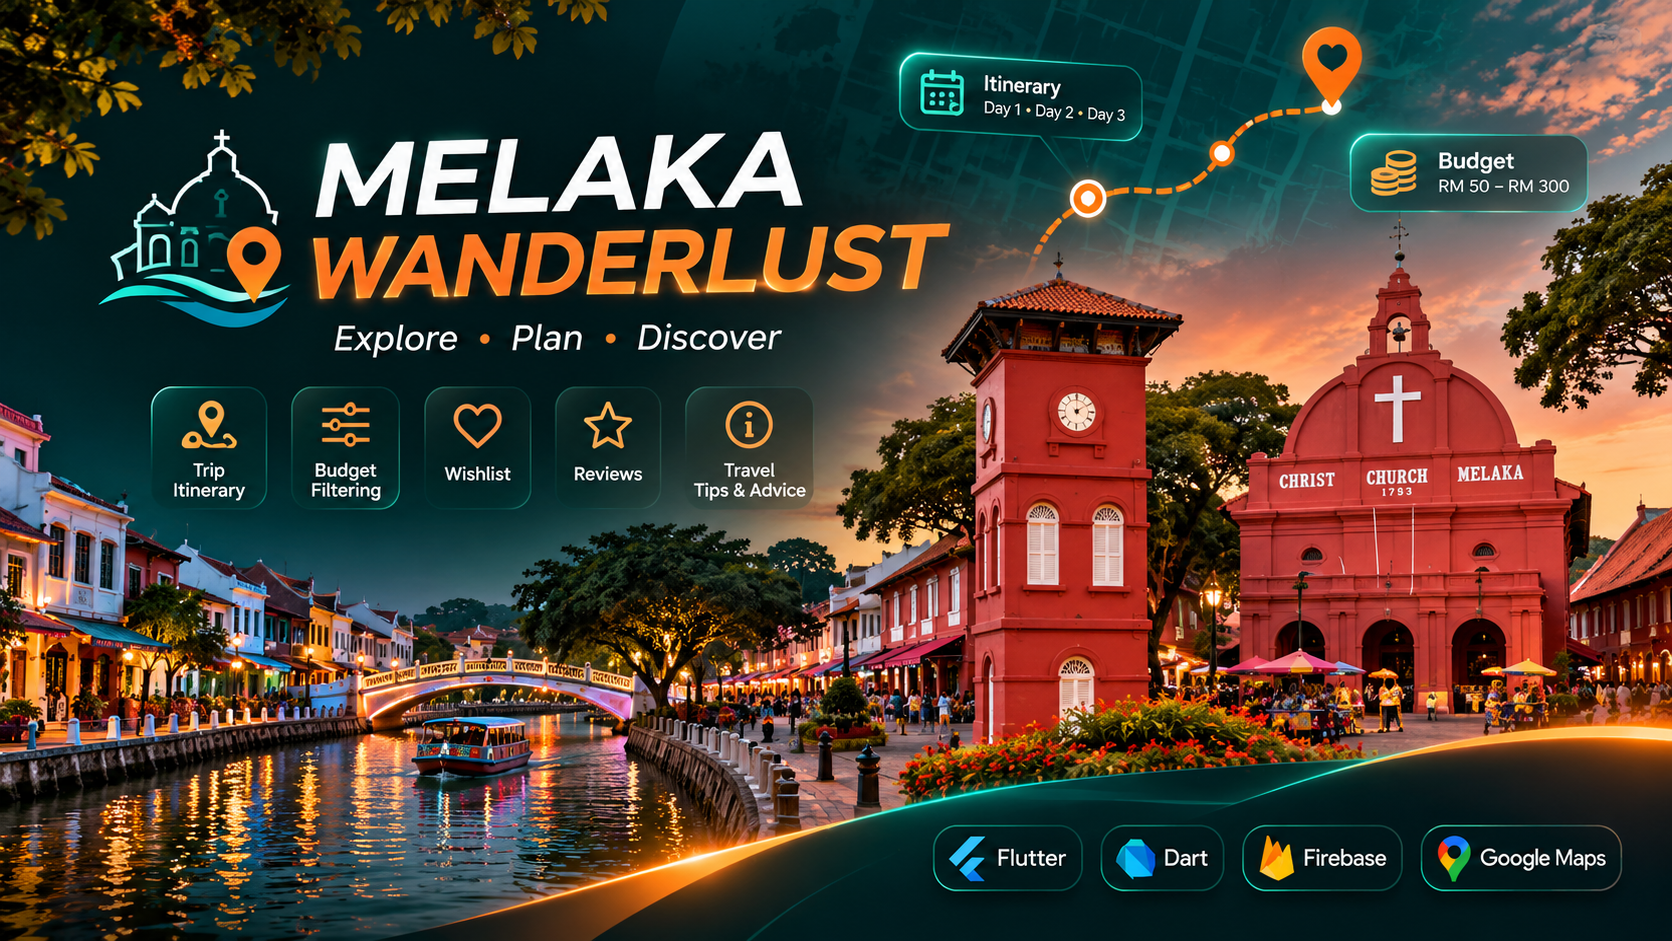 MELAKA
WANDERLUST
Explore • Plan • Discover
Trip
Itinerary
Budget
Filtering
Wishlist
Reviews
Travel
Tips & Advice
Itinerary
Day 1 • Day 2 • Day 3
Budget
RM 50 – RM 300
CHRIST CHURCH MELAKA
1793
Flutter
Dart
Firebase
Google Maps